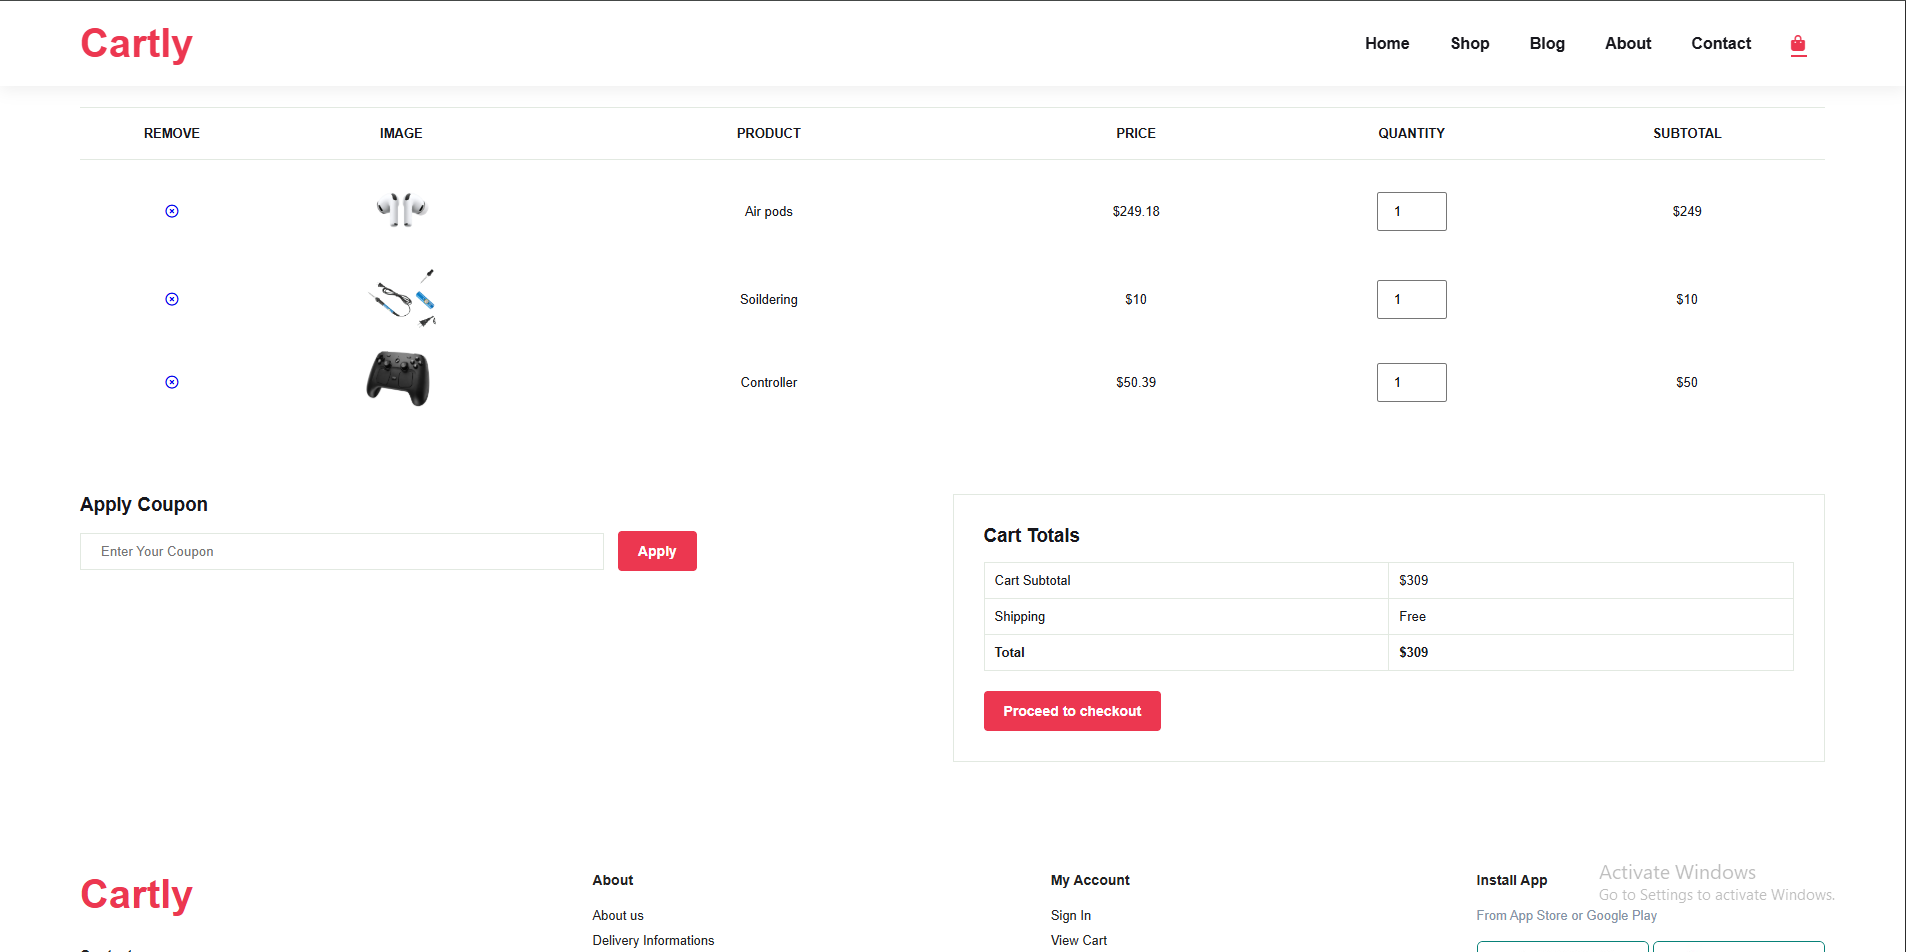 Cartly
Home Shop Blog About Contact
REMOVE IMAGE PRODUCT PRICE QUANTITY SUBTOTAL
Air pods $249.18 1 $249
Soildering $10 1 $10
Controller $50.39 1 $50
Apply Coupon
Enter Your Coupon
Apply
Cart Totals
Cart Subtotal $309
Shipping Free
Total $309
Proceed to checkout
Cartly
About
About us
Delivery Informations
My Account
Sign In
View Cart
Install App
From App Store or Google Play
Activate Windows
Go to Settings to activate Windows.